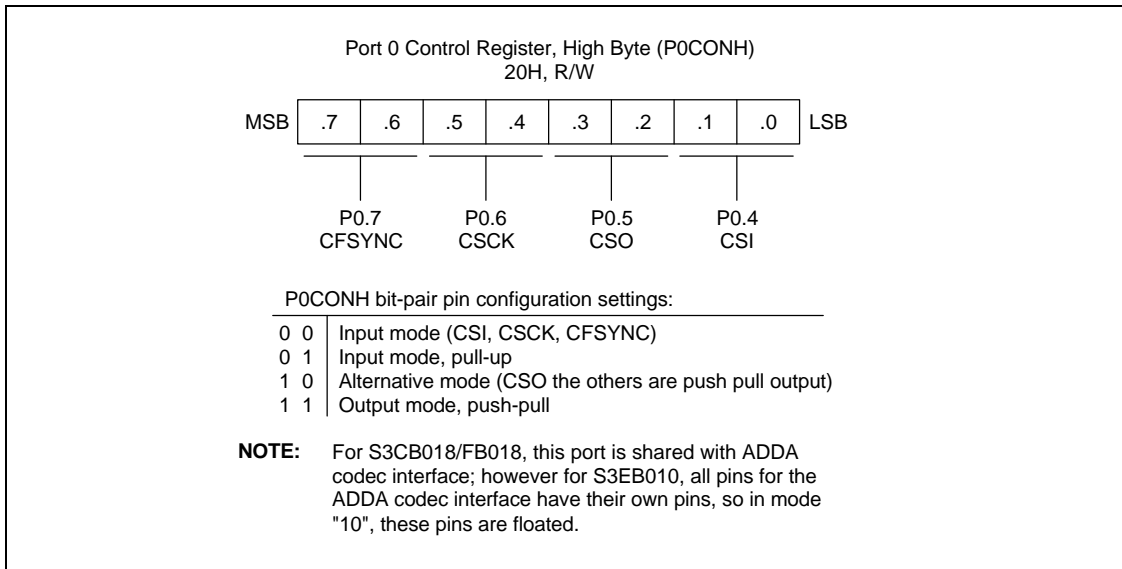 Port 0 Control Register, High Byte (P0CONH)
20H, R/W
MSB .7 .6 .5 .4 .3 .2 .1 .0 LSB
P0.7 P0.6 P0.5 P0.4
CFSYNC CSCK CSO CSI
P0CONH bit-pair pin configuration settings:
0 0 Input mode (CSI, CSCK, CFSYNC)
0 1 Input mode, pull-up
1 0 Alternative mode (CSO the others are push pull output)
1 1 Output mode, push-pull
NOTE: For S3CB018/FB018, this port is shared with ADDA
codec interface; however for S3EB010, all pins for the
ADDA codec interface have their own pins, so in mode
"10", these pins are floated.